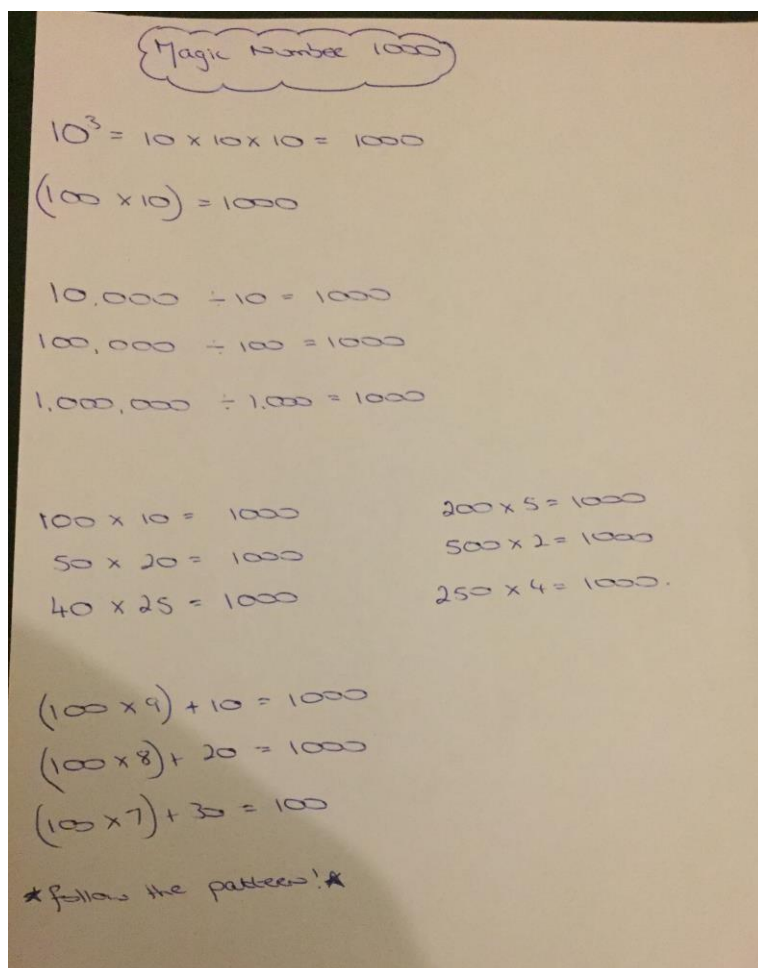 Magic Number 1000
10³ = 10 x 10 x 10 = 1000
(100 x 10) = 1000
10,000 ÷ 10 = 1000
100,000 ÷ 100 = 1000
1,000,000 ÷ 1,000 = 1000
100 x 10 = 1000
50 x 20 = 1000
40 x 25 = 1000
200 x 5 = 1000
500 x 2 = 1000
250 x 4 = 1000.
(100 x 9) + 10 = 1000
(100 x 8) + 20 = 1000
(100 x 7) + 30 = 100
*follow the pattern!*